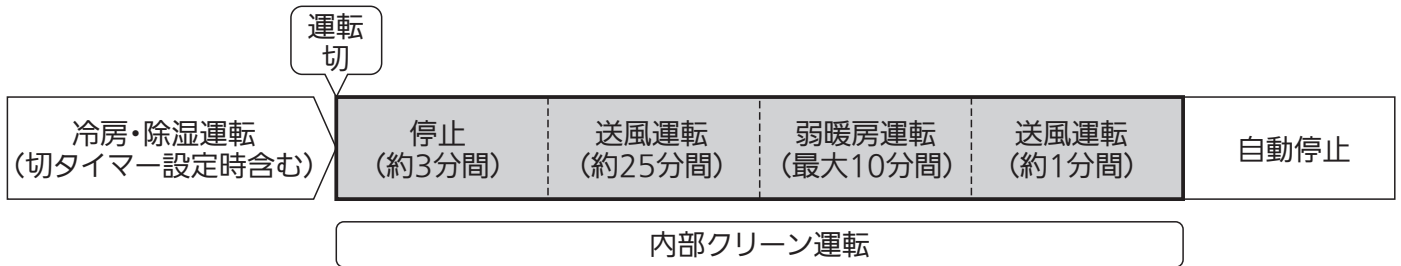 運転
切
冷房・除湿運転
（切タイマー設定時含む）
停止
（約3分間）
送風運転
（約25分間）
弱暖房運転
（最大10分間）
送風運転
（約1分間）
自動停止
内部クリーン運転